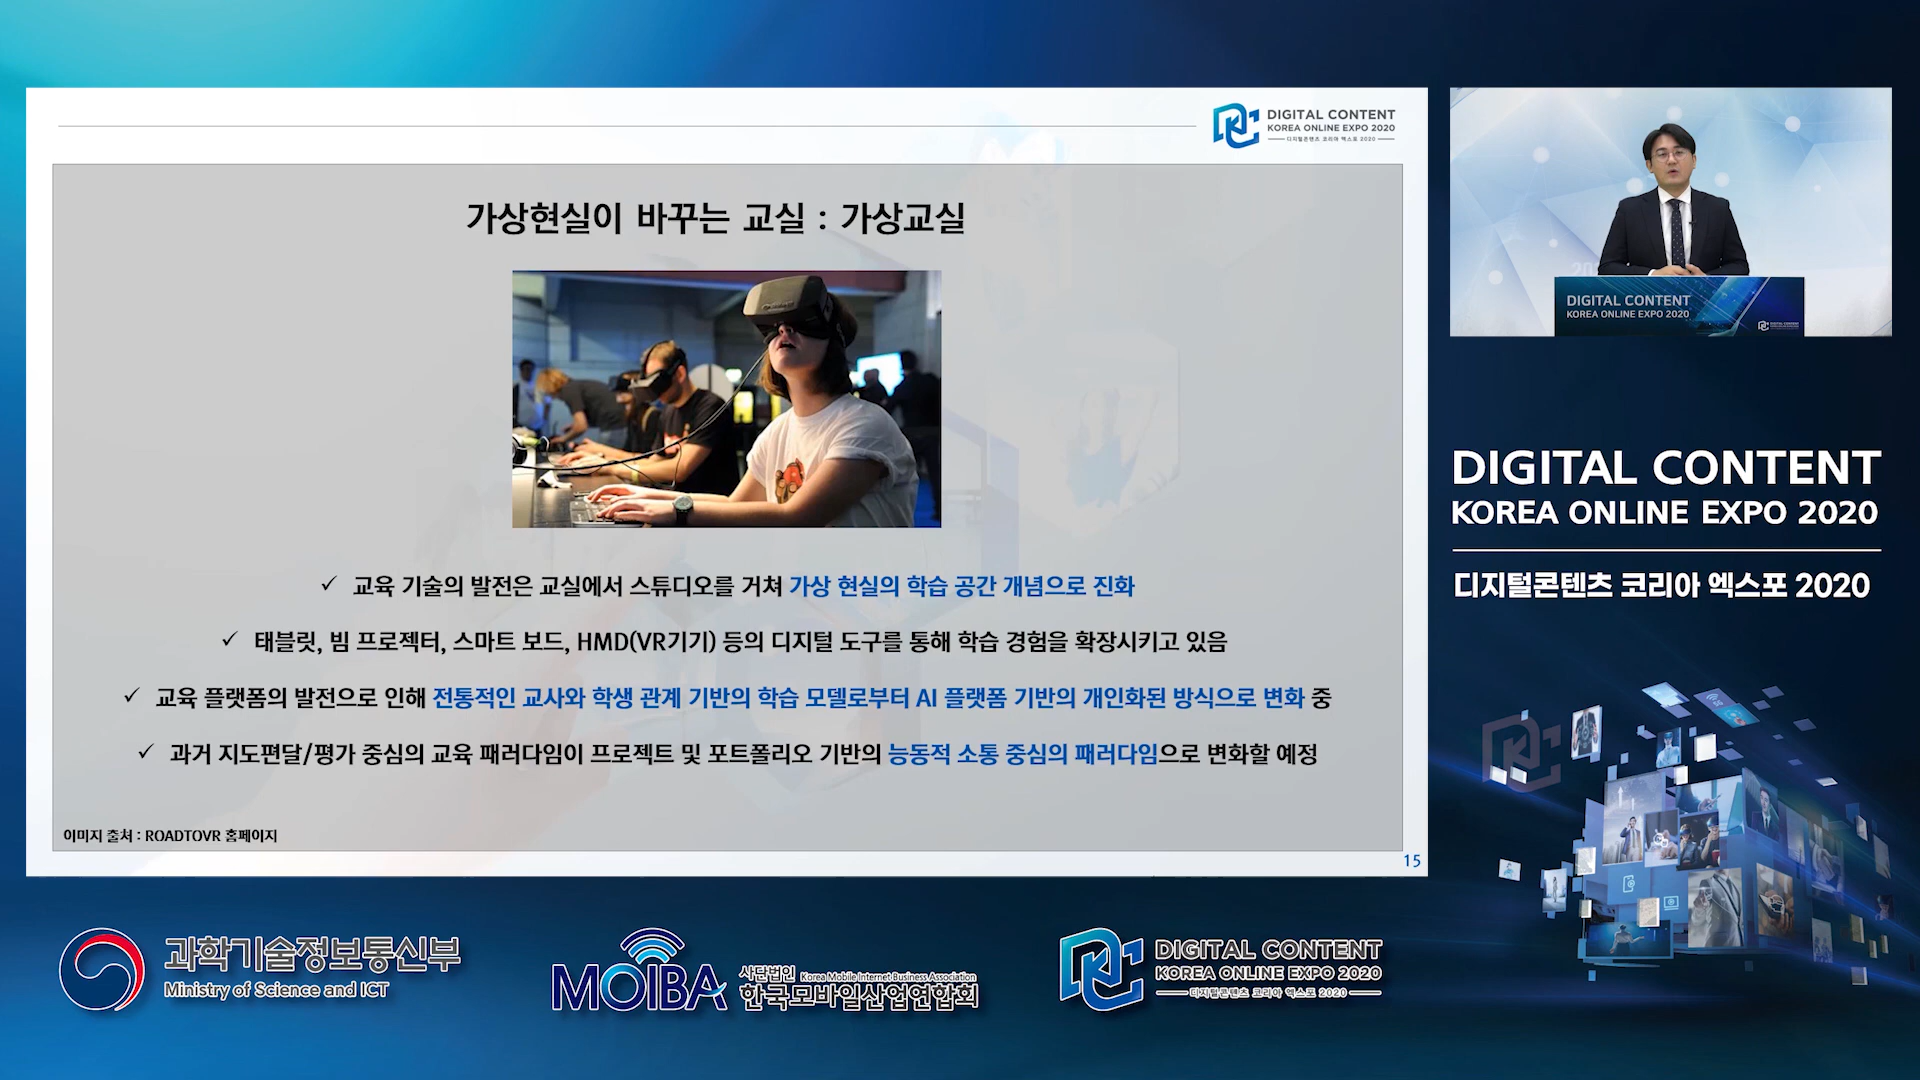 DIGITAL CONTENT
KOREA ONLINE EXPO 2020
디지털콘텐츠 코리아 엑스포 2020
가상현실이 바꾸는 교실 : 가상교실
✓ 교육 기술의 발전은 교실에서 스튜디오를 거쳐 가상 현실의 학습 공간 개념으로 진화
✓ 태블릿, 빔 프로젝터, 스마트 보드, HMD(VR기기) 등의 디지털 도구를 통해 학습 경험을 확장시키고 있음
✓ 교육 플랫폼의 발전으로 인해 전통적인 교사와 학생 관계 기반의 학습 모델로부터 AI 플랫폼 기반의 개인화된 방식으로 변화 중
✓ 과거 지도편달/평가 중심의 교육 패러다임이 프로젝트 및 포트폴리오 기반의 능동적 소통 중심의 패러다임으로 변화할 예정
이미지 출처 : ROADTOVR 홈페이지
15
DIGITAL CONTENT
KOREA ONLINE EXPO 2020
DIGITAL CONTENT
KOREA ONLINE EXPO 2020
디지털콘텐츠 코리아 엑스포 2020
과학기술정보통신부
Ministry of Science and ICT
MOIBA
사단법인 Korea Mobile Internet Business Association
한국모바일산업연합회
DIGITAL CONTENT
KOREA ONLINE EXPO 2020
디지털콘텐츠 코리아 엑스포 2020